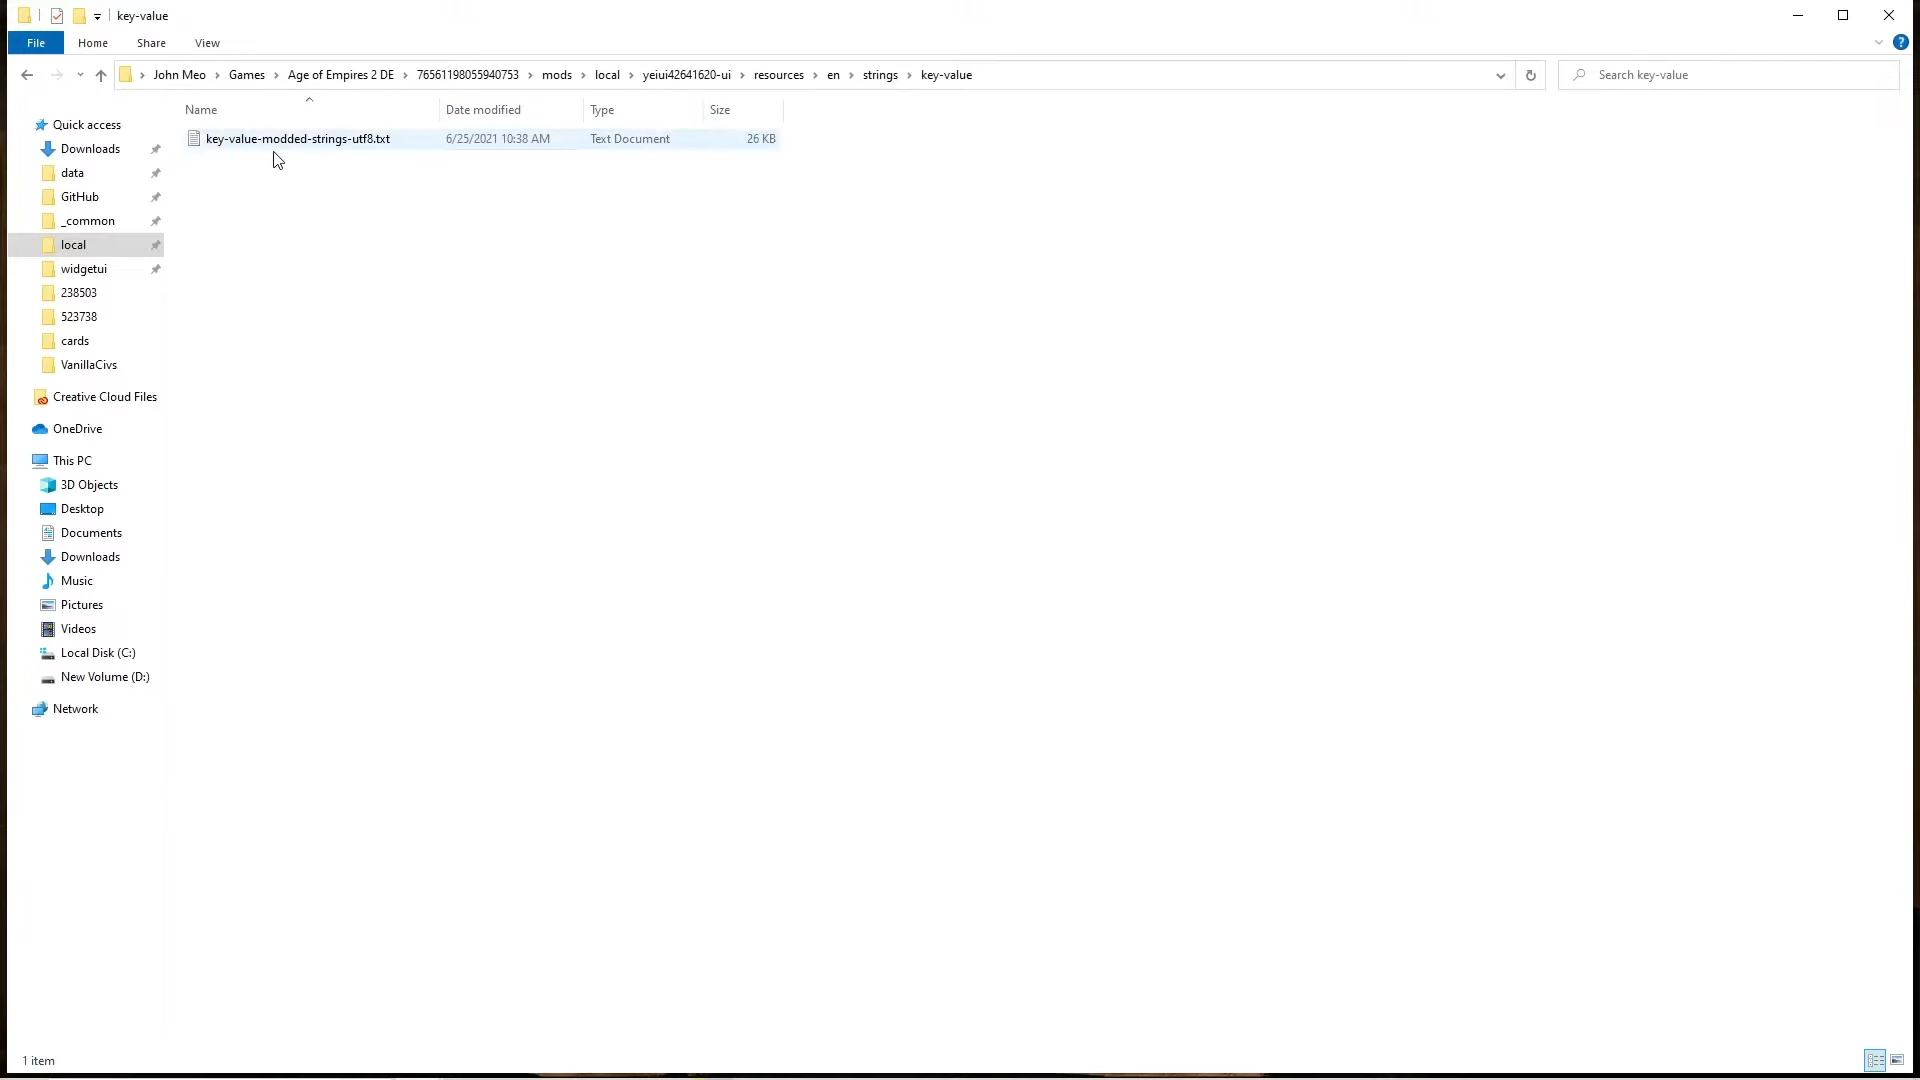 key-value
File Home Share View
John Meo Games Age of Empires 2 DE 76561198055940753 mods local yeiui42641620-ui resources en strings key-value Search key-value
Name Date modified Type Size
key-value-modded-strings-utf8.txt 6/25/2021 10:38 AM Text Document 26 KB
Quick access
Downloads
data
GitHub
_common
local
widgetui
238503
523738
cards
VanillaCivs
Creative Cloud Files
OneDrive
This PC
3D Objects
Desktop
Documents
Downloads
Music
Pictures
Videos
Local Disk (C:)
New Volume (D:)
Network
1 item